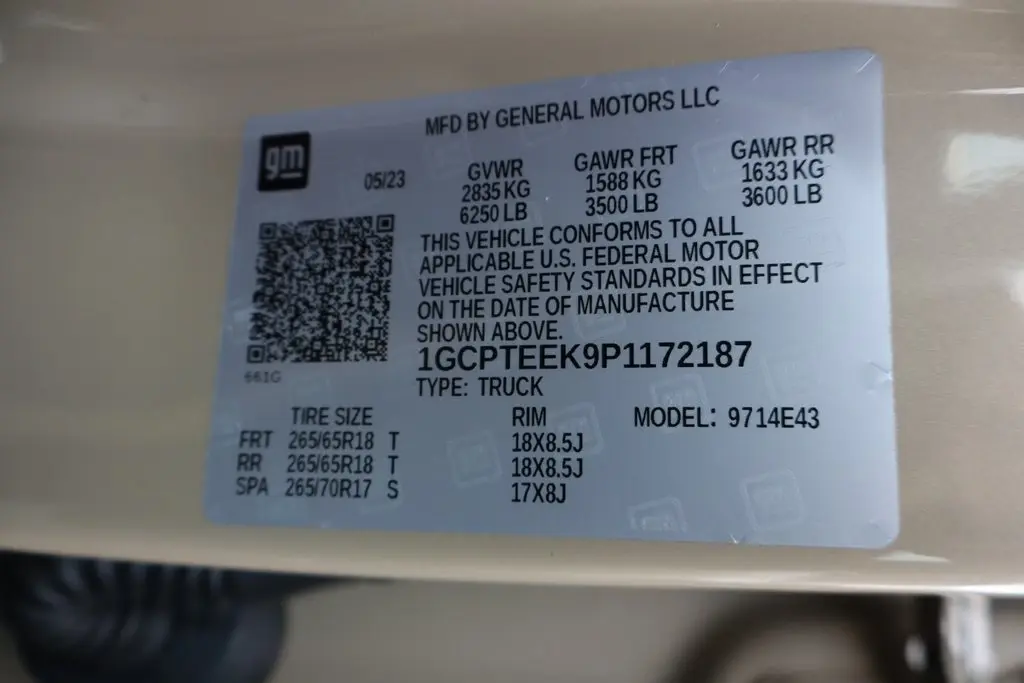 MFD BY GENERAL MOTORS LLC
gm
05/23
GVWR GAWR FRT GAWR RR
2835 KG 1588 KG 1633 KG
6250 LB 3500 LB 3600 LB
THIS VEHICLE CONFORMS TO ALL
APPLICABLE U.S. FEDERAL MOTOR
VEHICLE SAFETY STANDARDS IN EFFECT
ON THE DATE OF MANUFACTURE
SHOWN ABOVE.
1GCPTEEK9P1172187
661G
TYPE: TRUCK
TIRE SIZE RIM MODEL: 9714E43
FRT 265/65R18 T 18X8.5J
RR 265/65R18 T 18X8.5J
SPA 265/70R17 S 17X8J